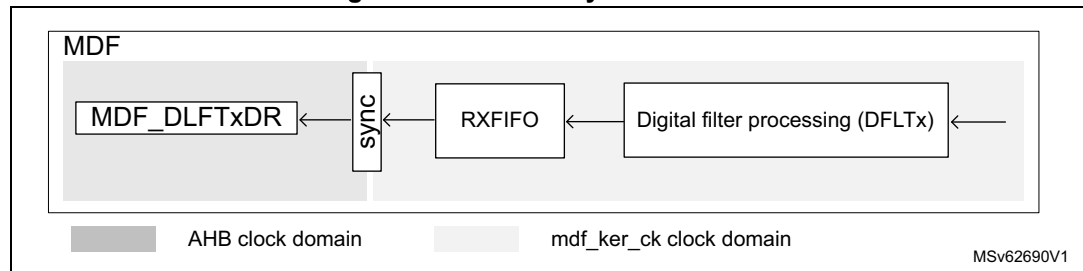 MDF
MDF_DLFTxDR
sync
RXFIFO
Digital filter processing (DFLTx)
AHB clock domain
mdf_ker_ck clock domain
MSv62690V1